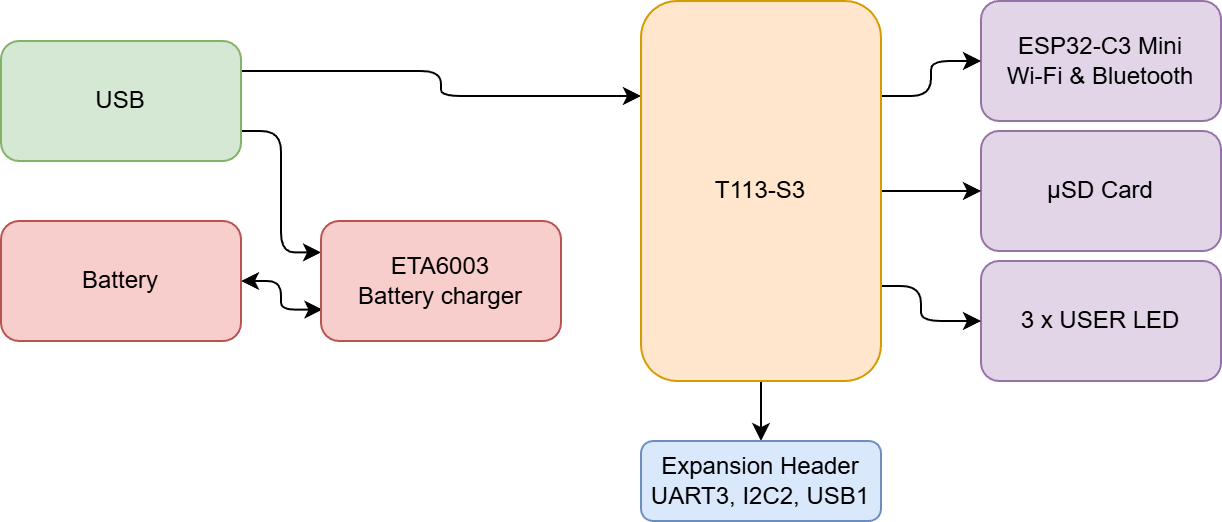 USB
Battery
ETA6003
Battery charger
T113-S3
ESP32-C3 Mini
Wi-Fi & Bluetooth
µSD Card
3 x USER LED
Expansion Header
UART3, I2C2, USB1